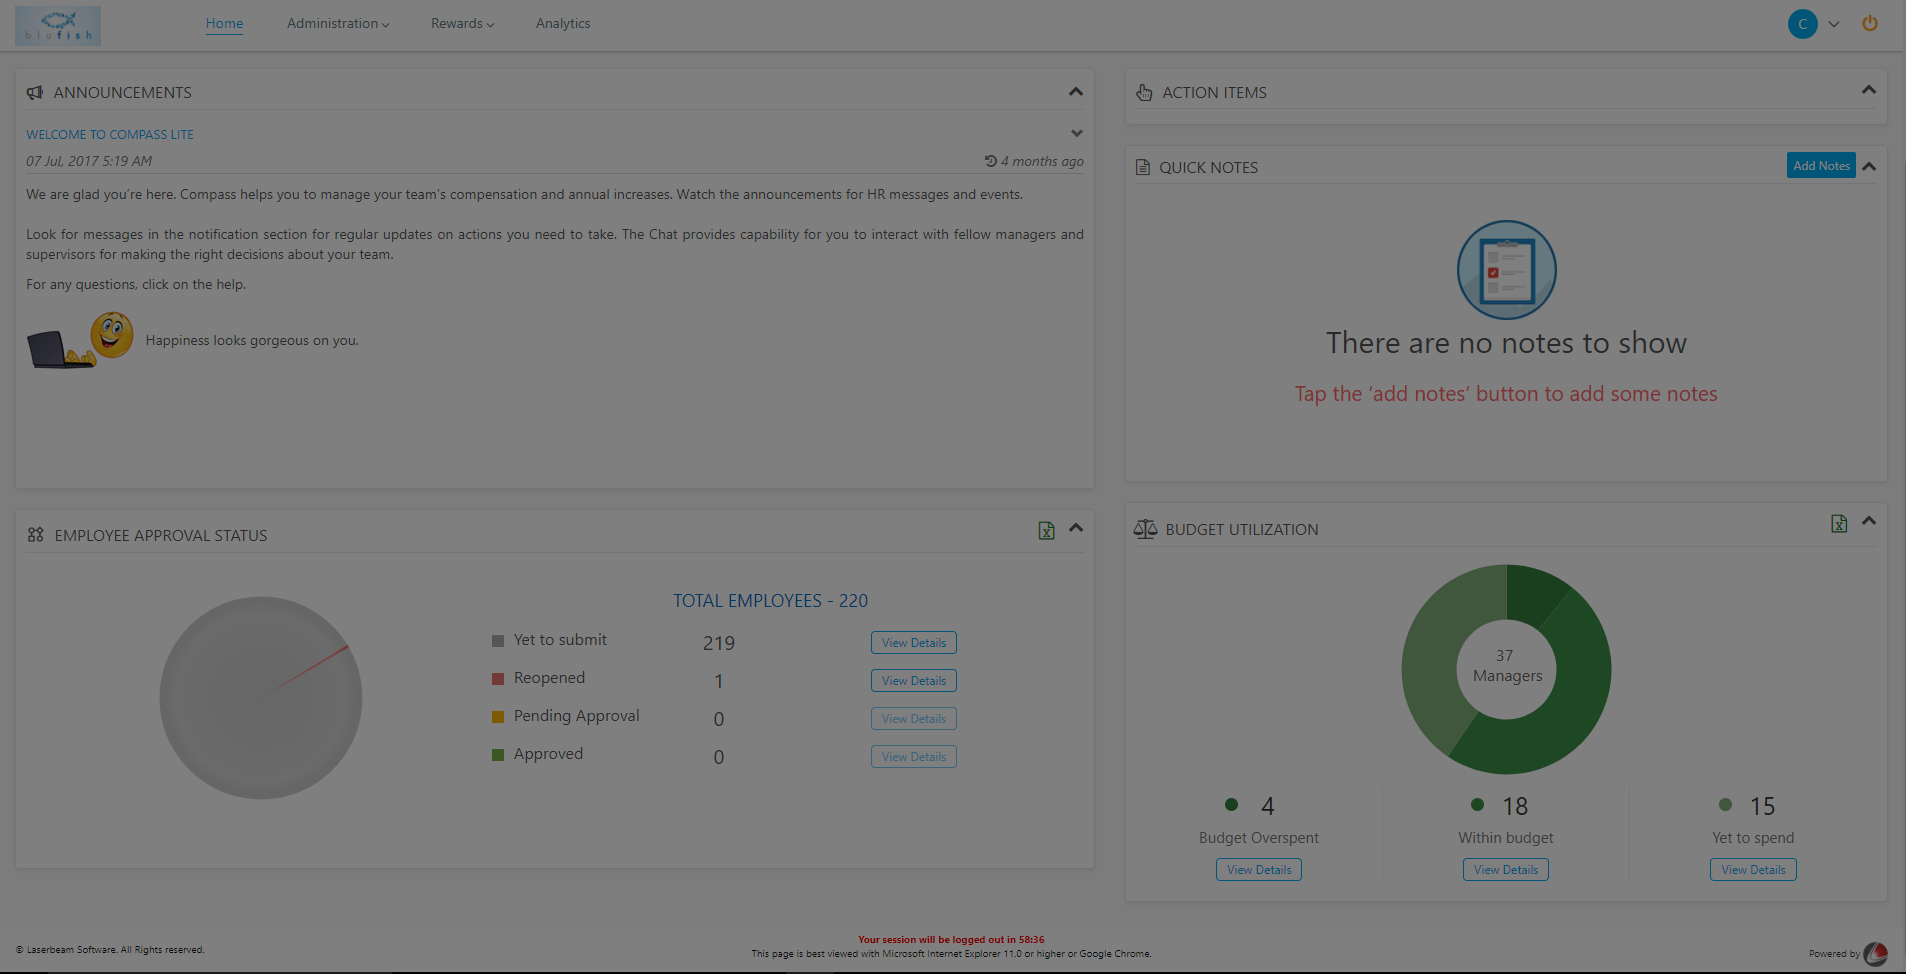 blufish
Home
Administration
Rewards
Analytics
C
ANNOUNCEMENTS
WELCOME TO COMPASS LITE
07 Jul, 2017 5:19 AM
4 months ago
We are glad you’re here. Compass helps you to manage your team’s compensation and annual increases. Watch the announcements for HR messages and events.
Look for messages in the notification section for regular updates on actions you need to take. The Chat provides capability for you to interact with fellow managers and
supervisors for making the right decisions about your team.
For any questions, click on the help.
Happiness looks gorgeous on you.
ACTION ITEMS
QUICK NOTES
Add Notes
There are no notes to show
Tap the ‘add notes’ button to add some notes
EMPLOYEE APPROVAL STATUS
TOTAL EMPLOYEES - 220
Yet to submit 219 View Details
Reopened 1 View Details
Pending Approval 0 View Details
Approved 0 View Details
BUDGET UTILIZATION
37
Managers
4
Budget Overspent
View Details
18
Within budget
View Details
15
Yet to spend
View Details
© Laserbeam Software. All Rights reserved.
Your session will be logged out in 58:36
This page is best viewed with Microsoft Internet Explorer 11.0 or higher or Google Chrome.
Powered by